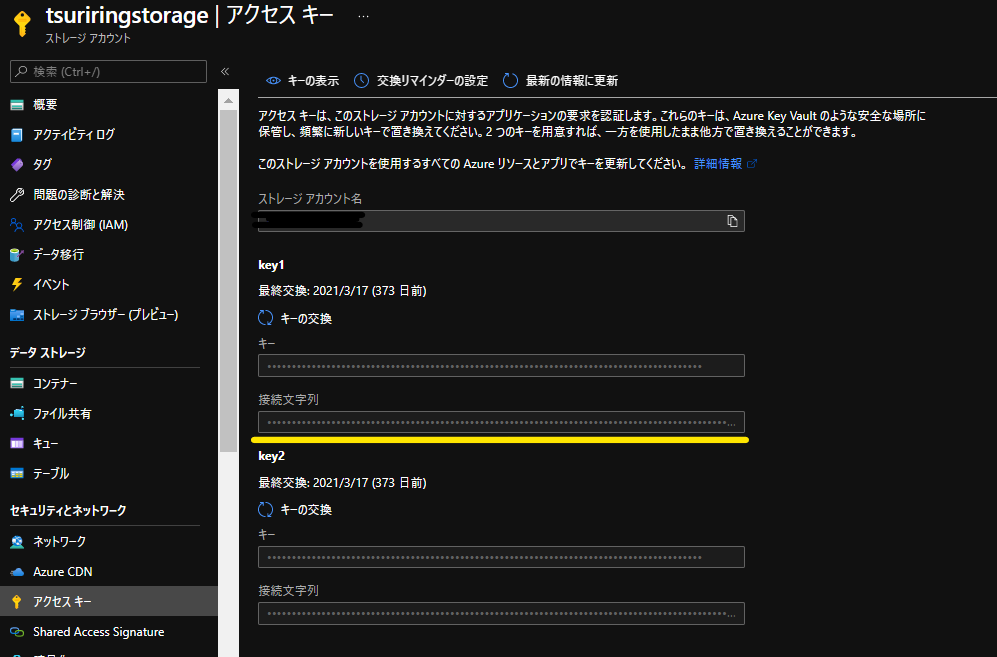 tsuriringstorage | アクセス キー ...
ストレージ アカウント
検索 (Ctrl+/)
«
概要
アクティビティ ログ
タグ
問題の診断と解決
アクセス制御 (IAM)
データ移行
イベント
ストレージ ブラウザー (プレビュー)
データ ストレージ
コンテナー
ファイル共有
キュー
テーブル
セキュリティとネットワーク
ネットワーク
Azure CDN
アクセス キー
Shared Access Signature
キーの表示 交換リマインダーの設定 最新の情報に更新
アクセス キーは、このストレージ アカウントに対するアプリケーションの要求を認証します。これらのキーは、Azure Key Vault のような安全な場所に
保管し、頻繁に新しいキーで置き換えてください。2 つのキーを用意すれば、一方を使用したまま他方で置き換えることができます。
このストレージ アカウントを使用するすべての Azure リソースとアプリでキーを更新してください。 詳細情報
ストレージ アカウント名
key1
最終交換: 2021/3/17 (373 日前)
キーの交換
キー
接続文字列
key2
最終交換: 2021/3/17 (373 日前)
キーの交換
キー
接続文字列